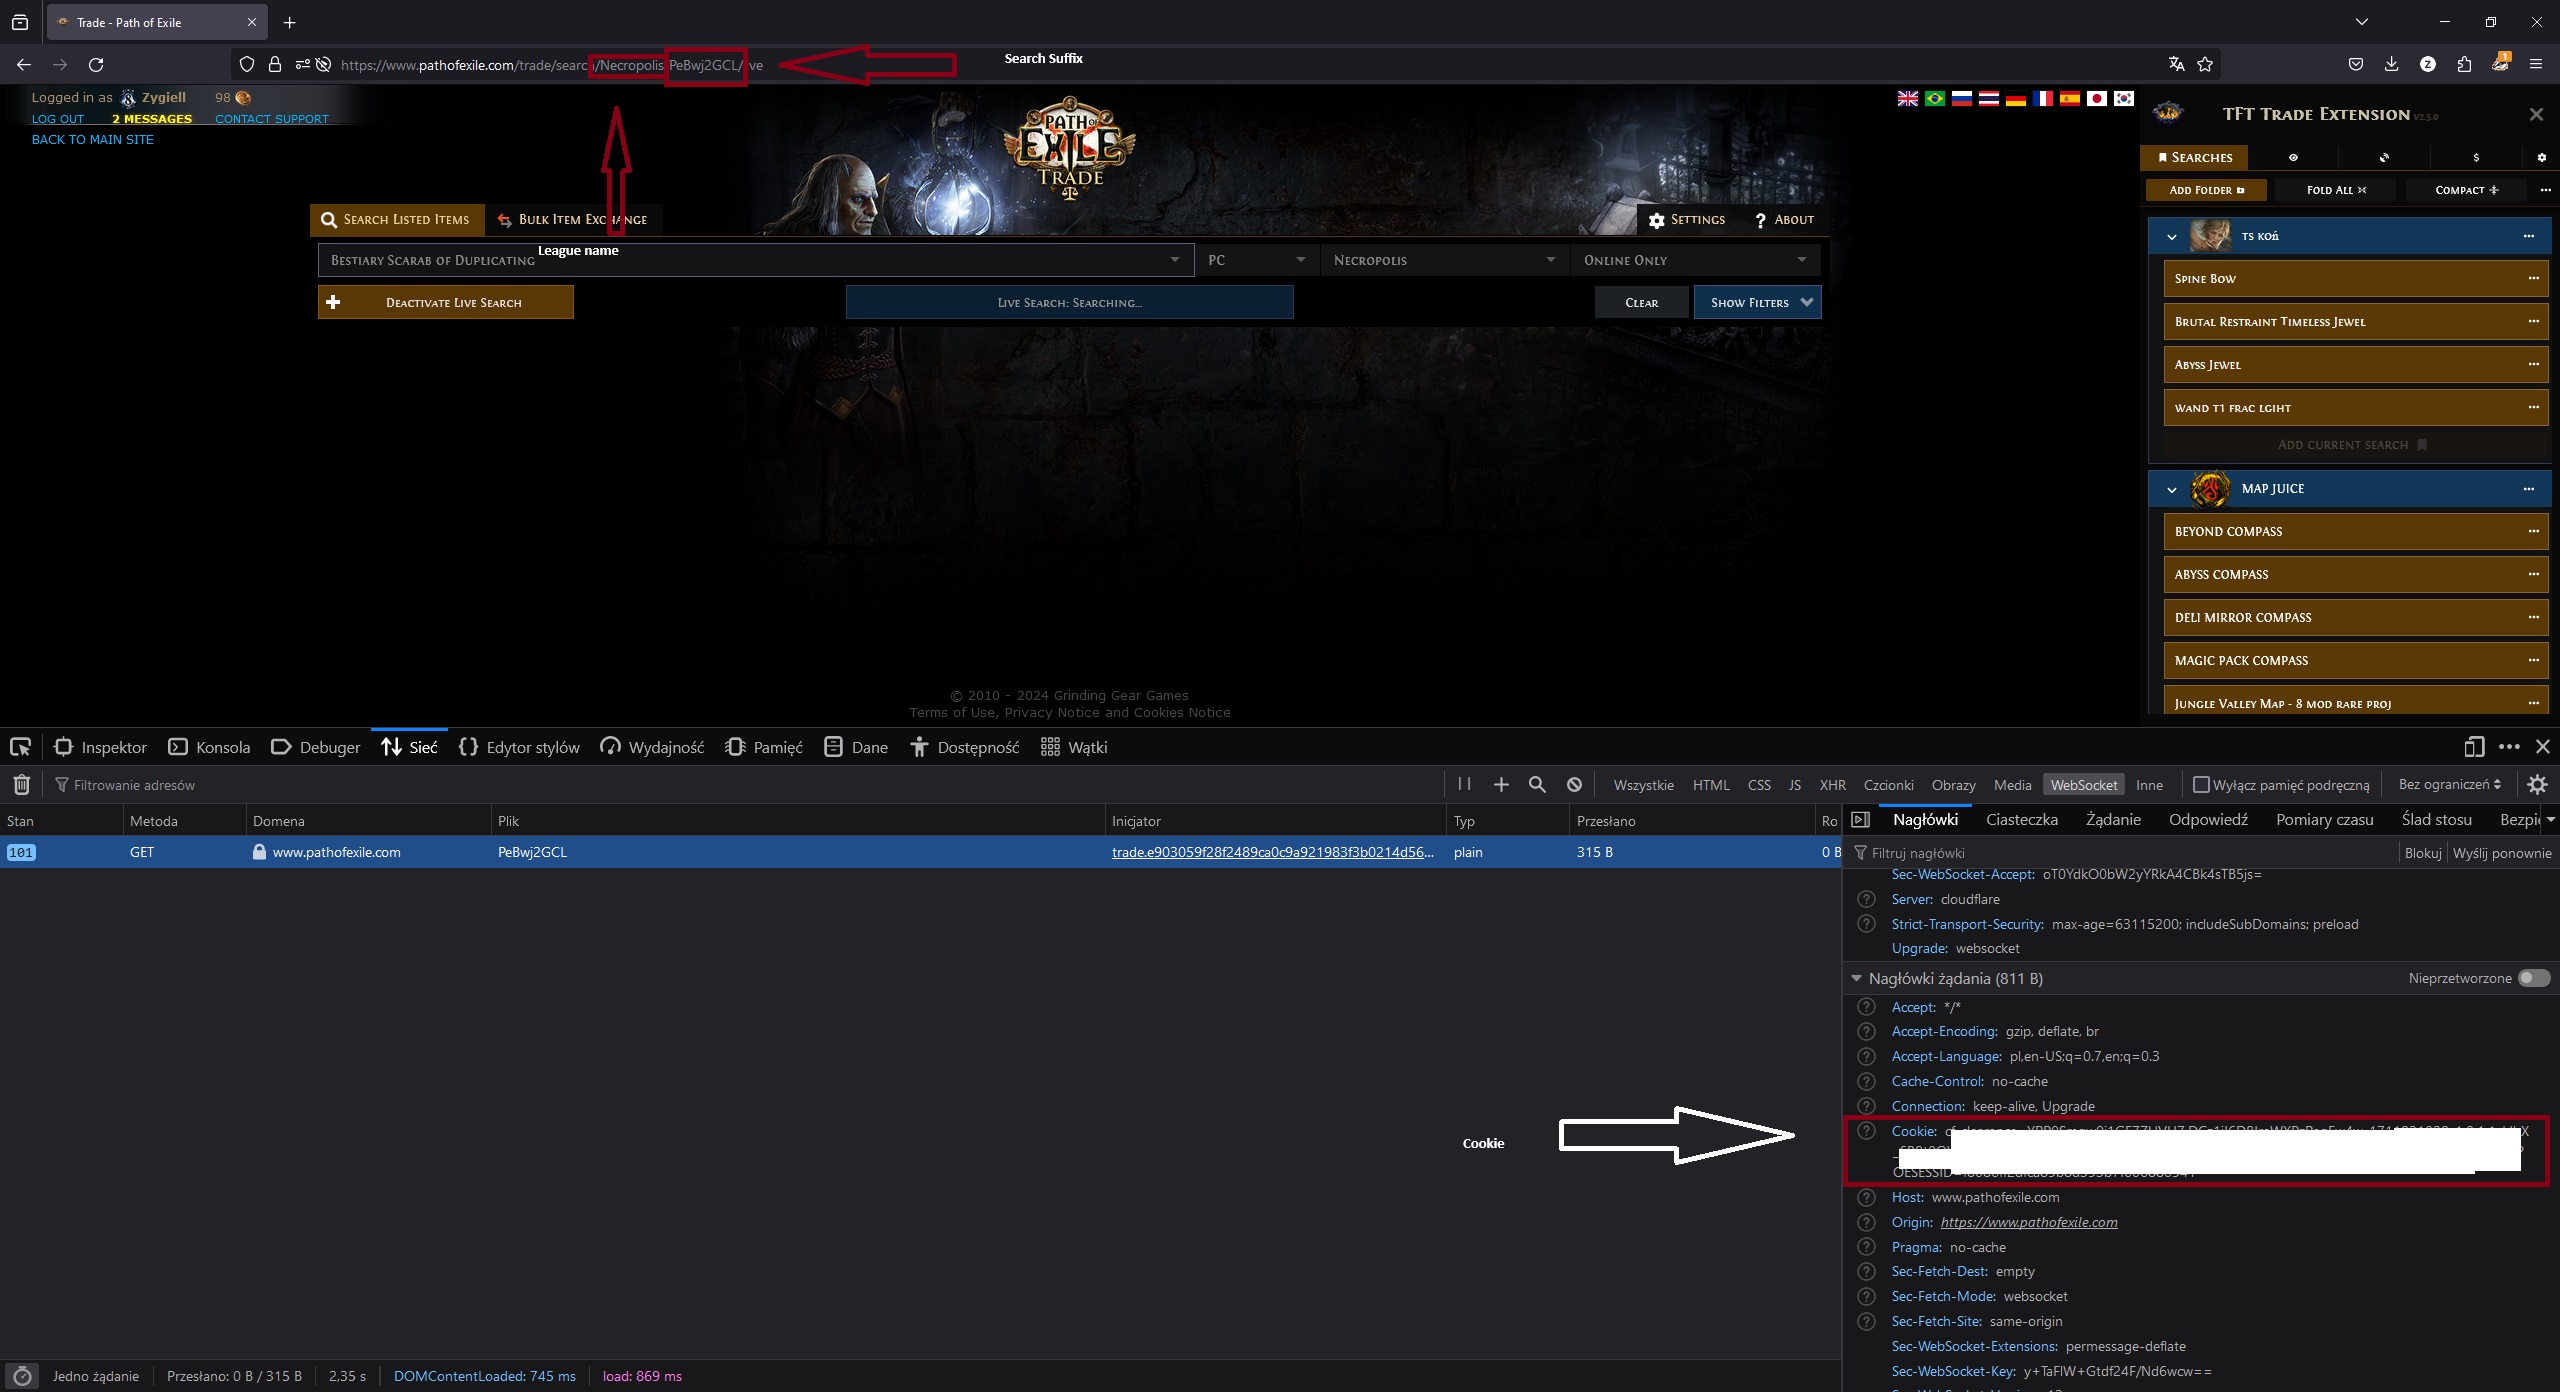 Trade - Path of Exile
https://www.pathofexile.com/trade/search/Necropolis/PeBwj2GCL/live
Search Suffix
Logged in as Zygiell 98
LOG OUT 2 MESSAGES CONTACT SUPPORT
BACK TO MAIN SITE
PATH OF EXILE TRADE
SEARCH LISTED ITEMS BULK ITEM EXCHANGE
SETTINGS ? ABOUT
League name
BESTIARY SCARAB OF DUPLICATING PC NECROPOLIS ONLINE ONLY
DEACTIVATE LIVE SEARCH LIVE SEARCH: SEARCHING... CLEAR SHOW FILTERS
TFT TRADE EXTENSION V2.5.0
SEARCHES $
ADD FOLDER FOLD ALL COMPACT
TS KOŃ
SPINE BOW
BRUTAL RESTRAINT TIMELESS JEWEL
ABYSS JEWEL
WAND T1 FRAC LGIHT
ADD CURRENT SEARCH
MAP JUICE
BEYOND COMPASS
ABYSS COMPASS
DELI MIRROR COMPASS
MAGIC PACK COMPASS
JUNGLE VALLEY MAP - 8 MOD RARE PROJ
© 2010 - 2024 Grinding Gear Games
Terms of Use, Privacy Notice and Cookies Notice
Inspektor Konsola Debuger Sieć Edytor stylów Wydajność Pamięć Dane Dostępność Wątki
Filtrowanie adresów Wszystkie HTML CSS JS XHR Czcionki Obrazy Media WebSocket Inne Wyłącz pamięć podręczną Bez ograniczeń
Stan Metoda Domena Plik Inicjator Typ Przesłano Ro
101 GET www.pathofexile.com PeBwj2GCL trade.e903059f28f2489ca0c9a921983f3b0214d56... plain 315 B 0 B
Nagłówki Ciasteczka Żądanie Odpowiedź Pomiary czasu Ślad stosu Bezpi
Filtruj nagłówki Blokuj Wyślij ponownie
Sec-WebSocket-Accept: oT0YdkO0bW2yYRkA4CBk4sTB5js=
Server: cloudflare
Strict-Transport-Security: max-age=63115200; includeSubDomains; preload
Upgrade: websocket
Nagłówki żądania (811 B) Nieprzetworzone
Accept: */*
Accept-Encoding: gzip, deflate, br
Accept-Language: pl,en-US;q=0.7,en;q=0.3
Cache-Control: no-cache
Connection: keep-alive, Upgrade
Cookie:
Cookie
Host: www.pathofexile.com
Origin: https://www.pathofexile.com
Pragma: no-cache
Sec-Fetch-Dest: empty
Sec-Fetch-Mode: websocket
Sec-Fetch-Site: same-origin
Sec-WebSocket-Extensions: permessage-deflate
Sec-WebSocket-Key: y+TaFlW+Gtdf24F/Nd6wcw==
Jedno żądanie Przesłano: 0 B / 315 B 2,35 s DOMContentLoaded: 745 ms load: 869 ms